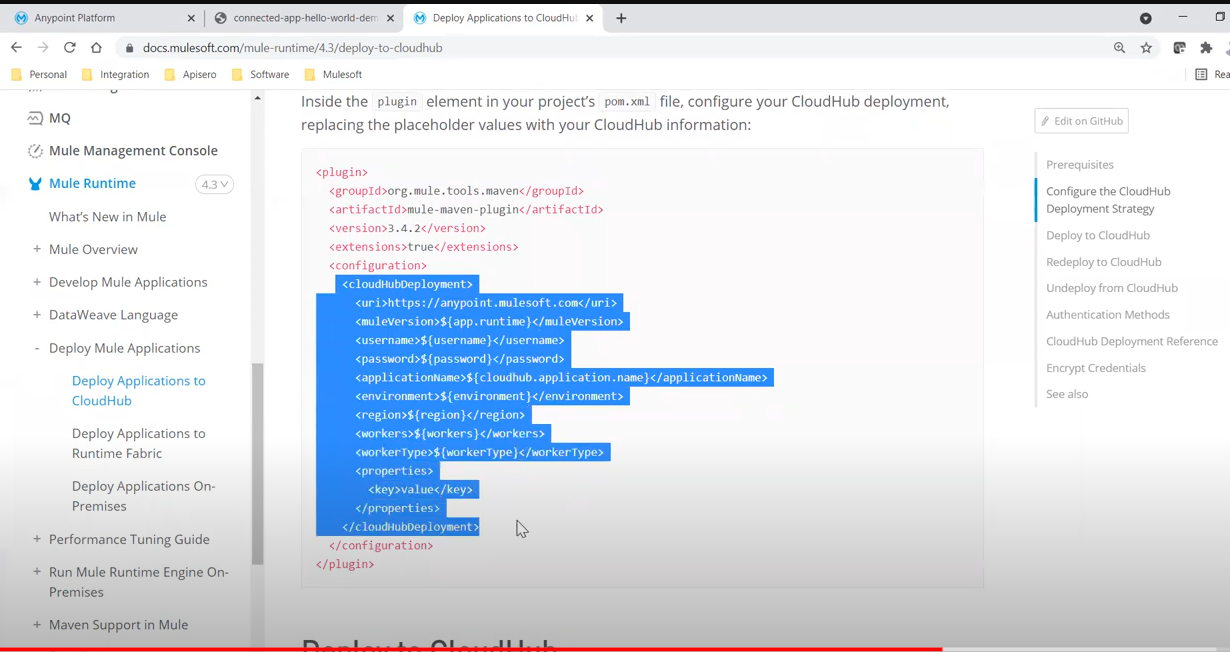 Anypoint Platform
connected-app-hello-world-dem
Deploy Applications to CloudHu
docs.mulesoft.com/mule-runtime/4.3/deploy-to-cloudhub
Personal
Integration
Apisero
Software
Mulesoft
Rea
MQ
Mule Management Console
Mule Runtime
4.3
What's New in Mule
+ Mule Overview
+ Develop Mule Applications
+ DataWeave Language
- Deploy Mule Applications
Deploy Applications to
CloudHub
Deploy Applications to
Runtime Fabric
Deploy Applications On-
Premises
+ Performance Tuning Guide
+ Run Mule Runtime Engine On-
Premises
+ Maven Support in Mule
Inside the plugin element in your project's pom.xml file, configure your CloudHub deployment,
replacing the placeholder values with your CloudHub information:
<plugin>
<groupId>org.mule.tools.maven</groupId>
<artifactId>mule-maven-plugin</artifactId>
<version>3.4.2</version>
<extensions>true</extensions>
<configuration>
<cloudHubDeployment>
<uri>https://anypoint.mulesoft.com</uri>
<muleVersion>${app.runtime}</muleVersion>
<username>${username}</username>
<password>${password}</password>
<applicationName>${cloudhub.application.name}</applicationName>
<environment>${environment}</environment>
<region>${region}</region>
<workers>${workers}</workers>
<workerType>${workerType}</workerType>
<properties>
<key>value</key>
</properties>
</cloudHubDeployment>
</configuration>
</plugin>
Deploy to CloudHub
Edit on GitHub
Prerequisites
Configure the CloudHub
Deployment Strategy
Deploy to CloudHub
Redeploy to CloudHub
Undeploy from CloudHub
Authentication Methods
CloudHub Deployment Reference
Encrypt Credentials
See also